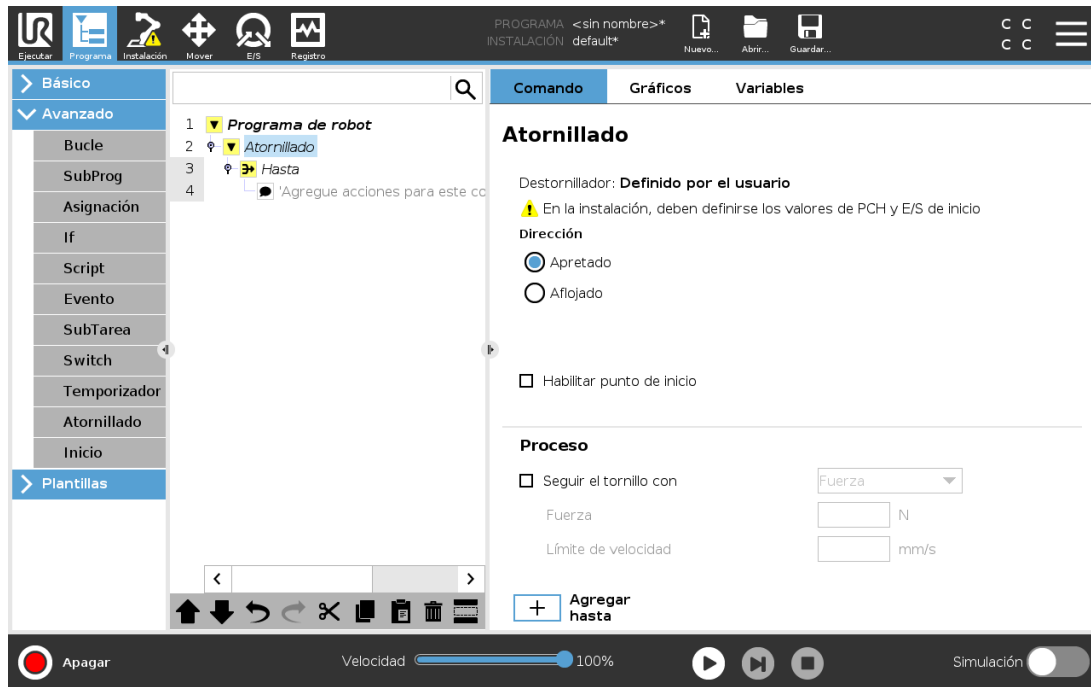 Ejecutar
Programa
Instalación
Mover
E/S
Registro
PROGRAMA <sin nombre>*
INSTALACIÓN default*
Nuevo...
Abrir...
Guardar...
C C
C C
Básico
Avanzado
Bucle
SubProg
Asignación
If
Script
Evento
SubTarea
Switch
Temporizador
Atornillado
Inicio
Plantillas
1 Programa de robot
2 Atornillado
3 Hasta
4 'Agregue acciones para este co
Comando Gráficos Variables
Atornillado
Destornillador: Definido por el usuario
En la instalación, deben definirse los valores de PCH y E/S de inicio
Dirección
Apretado
Aflojado
Habilitar punto de inicio
Proceso
Seguir el tornillo con Fuerza
Fuerza N
Límite de velocidad mm/s
Agregar
hasta
Apagar
Velocidad 100%
Simulación